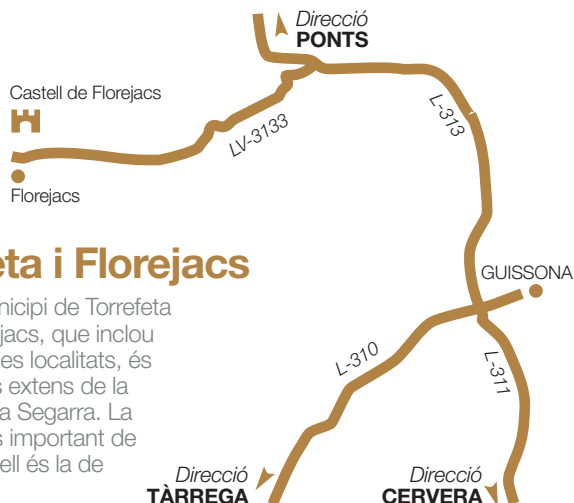 Direcció
PONTS
Castell de Florejacs
L-313
LV-3133
Florejacs
eta i Florejacs
GUISSONA
nicipi de Torrefeta
ejacs, que inclou
es localitats, és
s extens de la
a Segarra. La
s important de
ell és la de
L-310
L-311
Direcció
TÀRREGA
Direcció
CERVERA